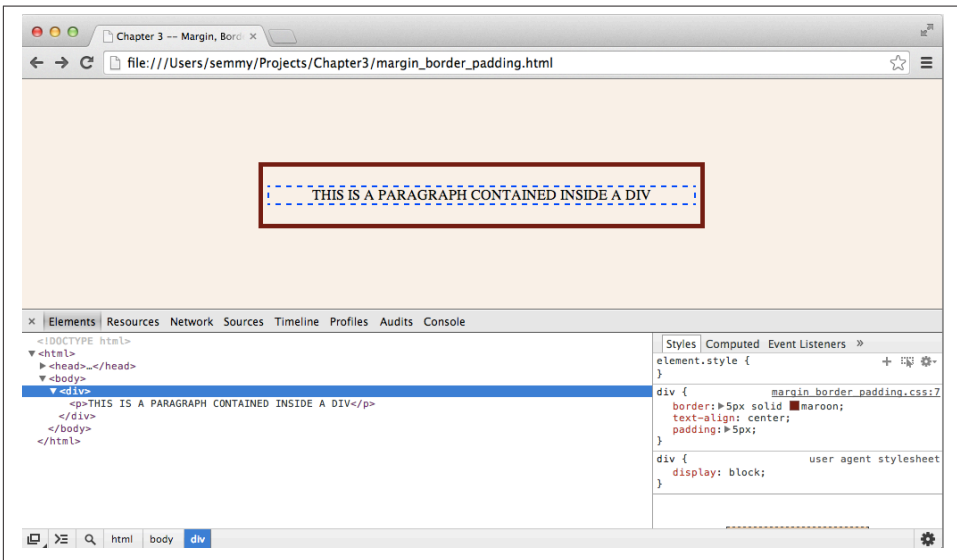 Chapter 3 -- Margin, Bord
file:///Users/semmy/Projects/Chapter3/margin_border_padding.html
THIS IS A PARAGRAPH CONTAINED INSIDE A DIV
× Elements Resources Network Sources Timeline Profiles Audits Console
<!DOCTYPE html>
▼<html>
▶<head>…</head>
▼<body>
▼<div>
<p>THIS IS A PARAGRAPH CONTAINED INSIDE A DIV</p>
</div>
</body>
</html>
Styles Computed Event Listeners »
element.style {
}
div { margin_border_padding.css:7
border:▶5px solid maroon;
text-align: center;
padding:▶5px;
}
div { user agent stylesheet
display: block;
}
html body div